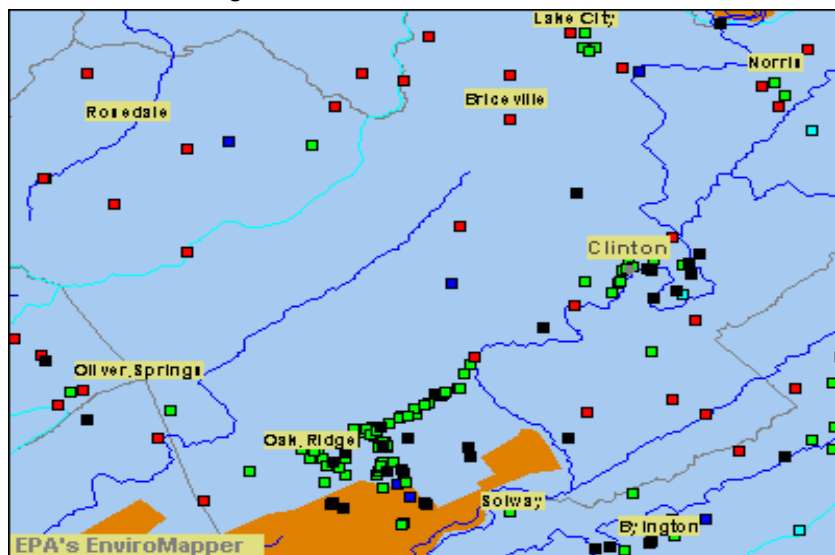 Lake City
Norris
Briceville
Rosedale
Clinton
Oliver Springs
Oak Ridge
Solway
Byington
EPA's EnviroMapper